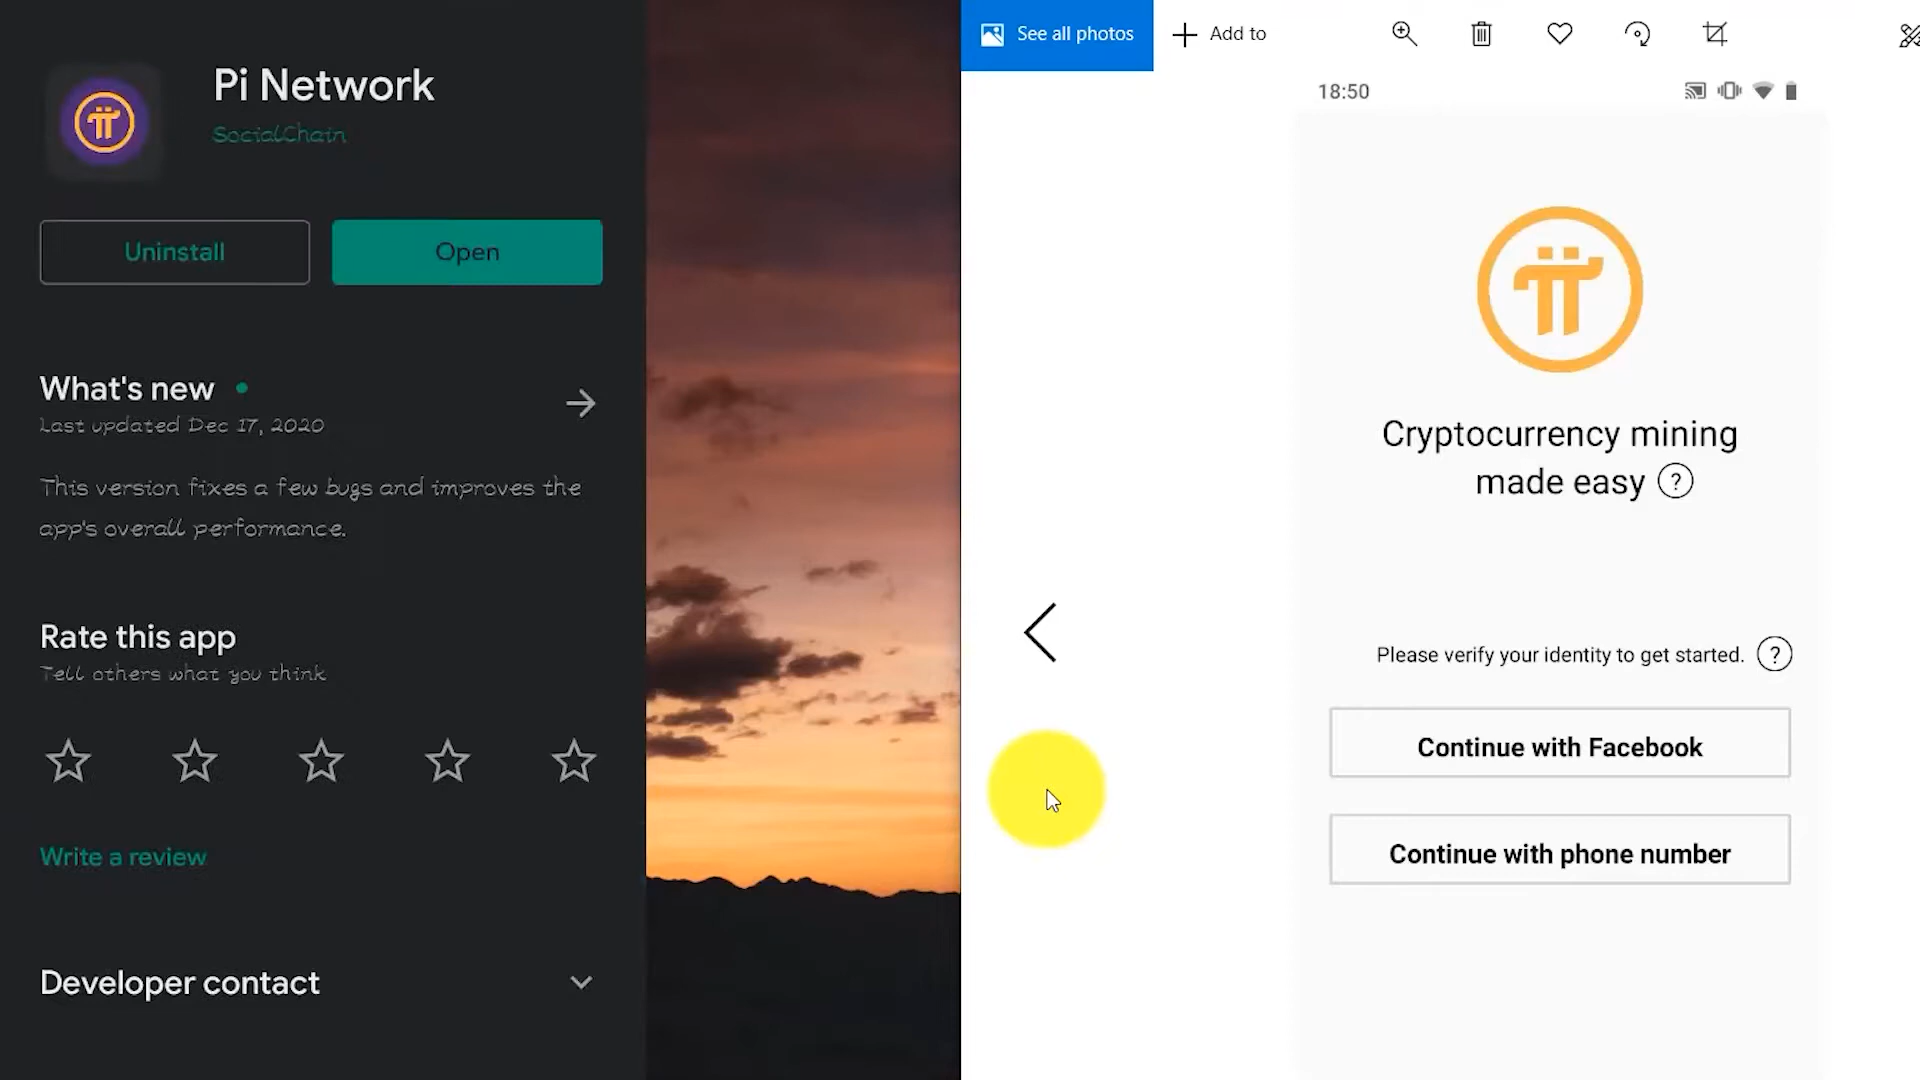 Pi Network
SocialChain
Uninstall
Open
What's new
Last updated Dec 17, 2020
This version fixes a few bugs and improves the
app's overall performance.
Rate this app
Tell others what you think
Write a review
Developer contact
See all photos
Add to
18:50
Cryptocurrency mining
made easy ?
Please verify your identity to get started. ?
Continue with Facebook
Continue with phone number